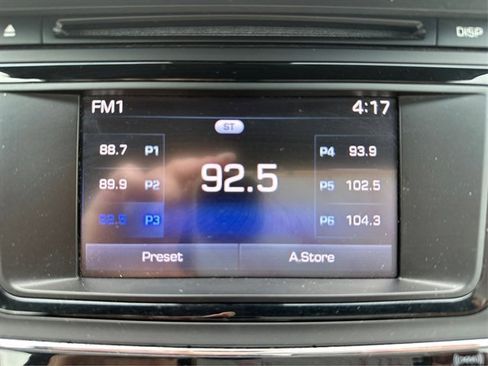 DISP
FM1 4:17
ST
88.7 P1 P4 93.9
92.5
89.9 P2 P5 102.5
P3 P6 104.3
Preset A.Store